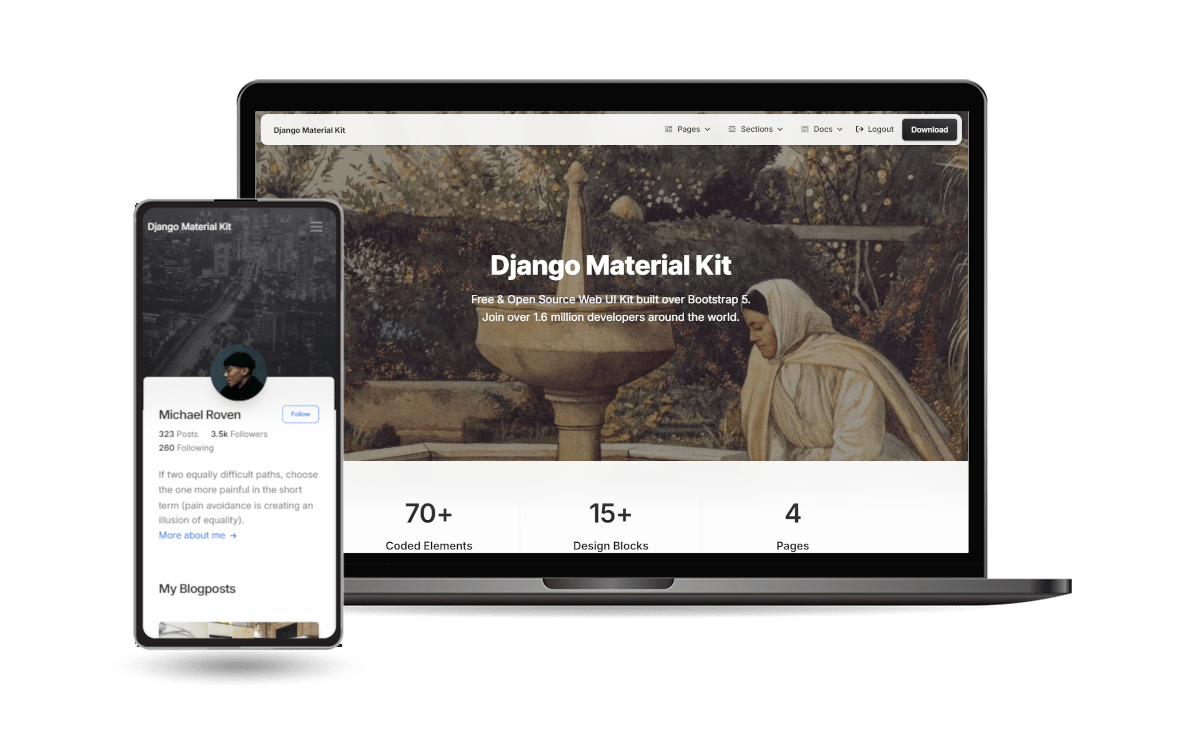 Django Material Kit
Pages
Sections
Docs
Logout
Download
Django Material Kit
Free & Open Source Web UI Kit built over Bootstrap 5.
Join over 1.6 million developers around the world.
70+
Coded Elements
15+
Design Blocks
4
Pages
Django Material Kit
Michael Roven
Follow
323 Posts 3.5k Followers
260 Following
If two equally difficult paths, choose
the one more painful in the short
term (pain avoidance is creating an
illusion of equality).
More about me →
My Blogposts